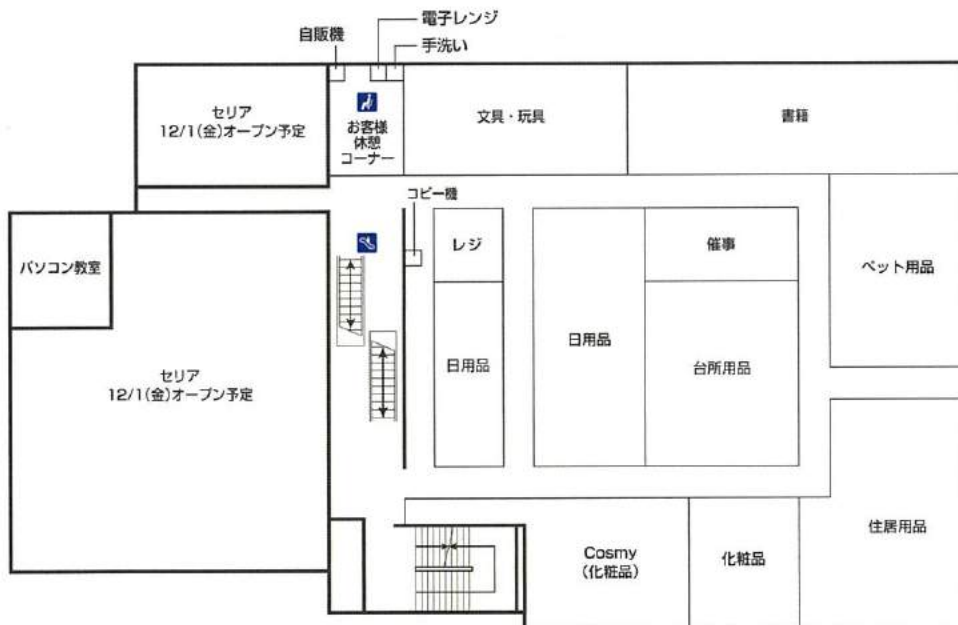 電子レンジ
自販機
手洗い
セリア
12/1(金)オープン予定
お客様
休憩
コーナー
文具・玩具
書籍
コピー機
パソコン教室
レジ
催事
ペット用品
日用品
日用品
台所用品
セリア
12/1(金)オープン予定
Cosmy
(化粧品)
化粧品
住居用品